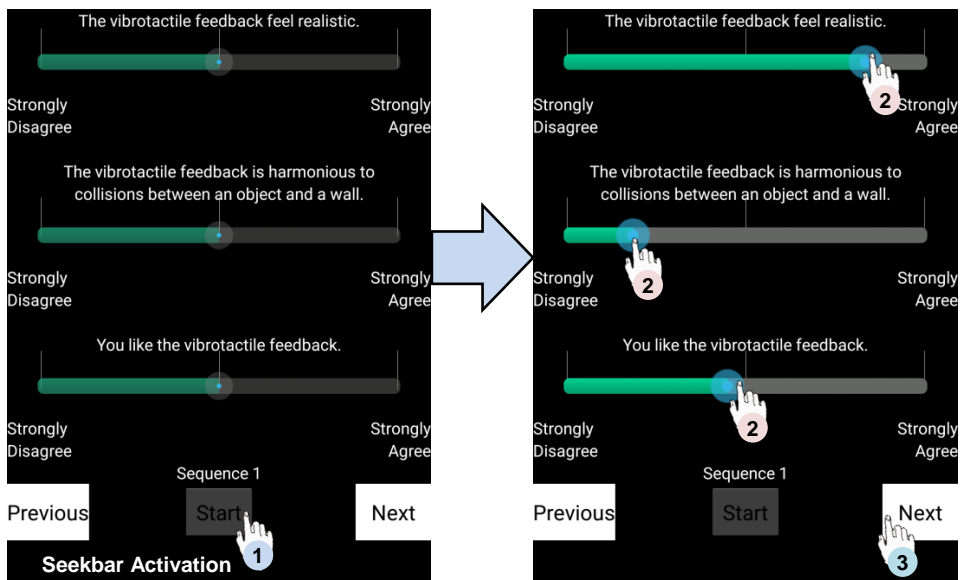 The vibrotactile feedback feel realistic.
Strongly
Disagree
Strongly
Agree
The vibrotactile feedback is harmonious to
collisions between an object and a wall.
Strongly
Disagree
Strongly
Agree
You like the vibrotactile feedback.
Strongly
Disagree
Strongly
Agree
Sequence 1
Previous
Start
Next
Seekbar Activation
1
The vibrotactile feedback feel realistic.
2
Strongly
Disagree
Strongly
Agree
The vibrotactile feedback is harmonious to
collisions between an object and a wall.
2
Strongly
Disagree
Strongly
Agree
You like the vibrotactile feedback.
2
Strongly
Disagree
Strongly
Agree
Sequence 1
Previous
Start
Next
3